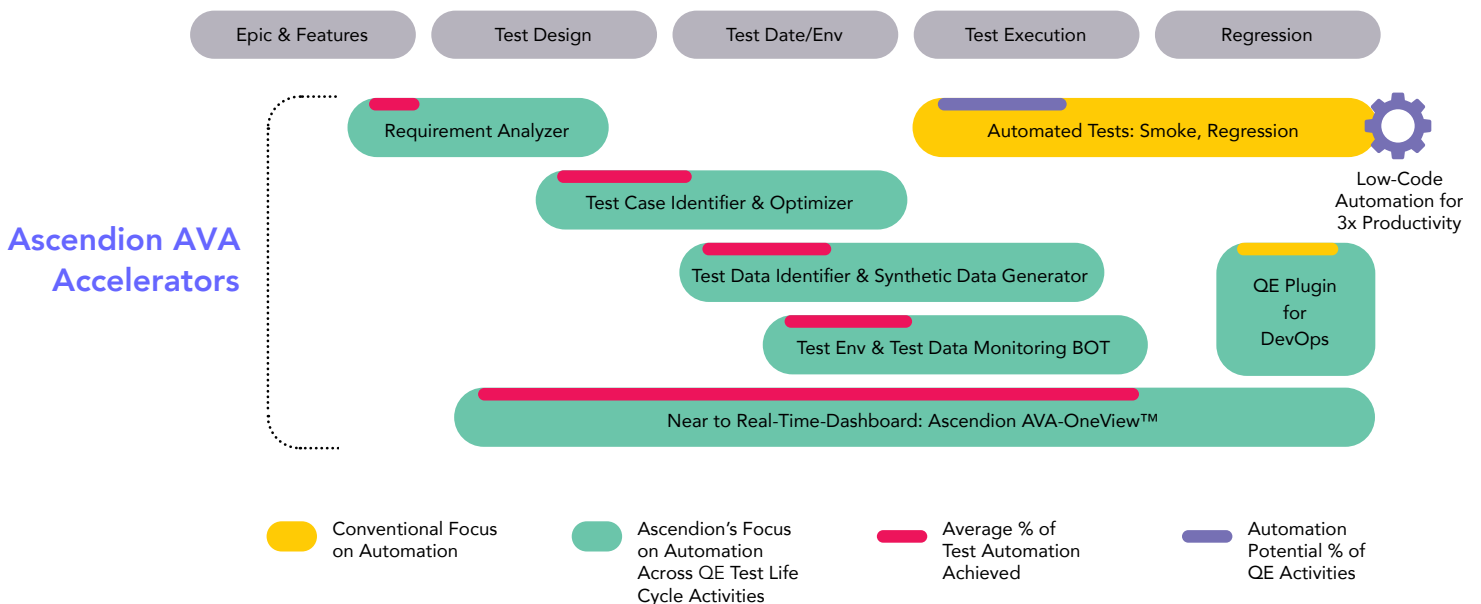 Epic & Features
Test Design
Test Date/Env
Test Execution
Regression
Requirement Analyzer
Automated Tests: Smoke, Regression
Low-Code
Automation for
3x Productivity
Test Case Identifier & Optimizer
Ascendion AVA
Accelerators
Test Data Identifier & Synthetic Data Generator
QE Plugin
for
DevOps
Test Env & Test Data Monitoring BOT
Near to Real-Time-Dashboard: Ascendion AVA-OneView™
Conventional Focus
on Automation
Ascendion’s Focus
on Automation
Across QE Test Life
Cycle Activities
Average % of
Test Automation
Achieved
Automation
Potential % of
QE Activities